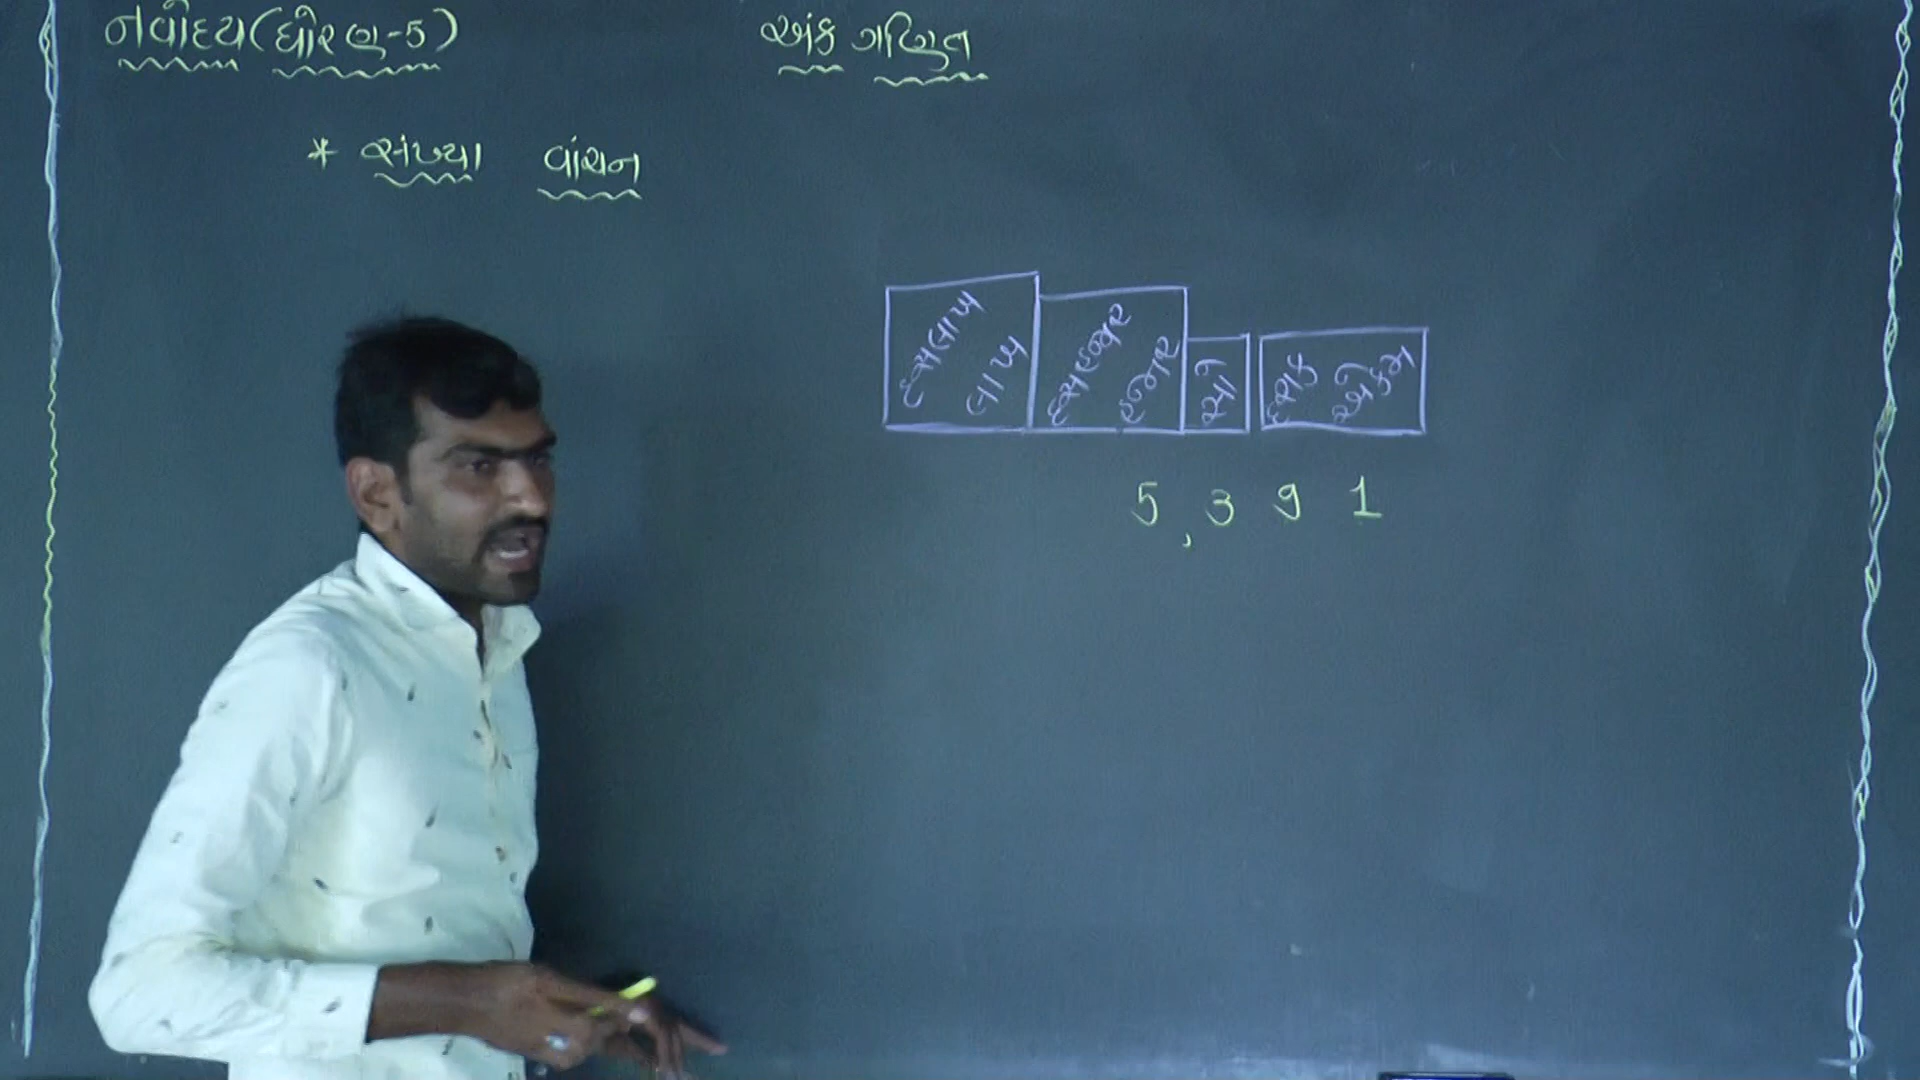 નવોદય (ધોરણ-5)
અંક ગણિત
* સંખ્યા વાંચન
દસલાખ લાખ દસહજાર હજાર સો દશક એકમ
5,391